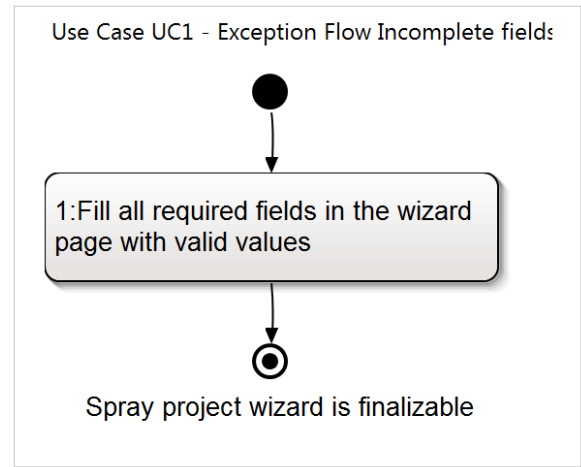 Use Case UC1 - Exception Flow Incomplete fields
1:Fill all required fields in the wizard
page with valid values
Spray project wizard is finalizable